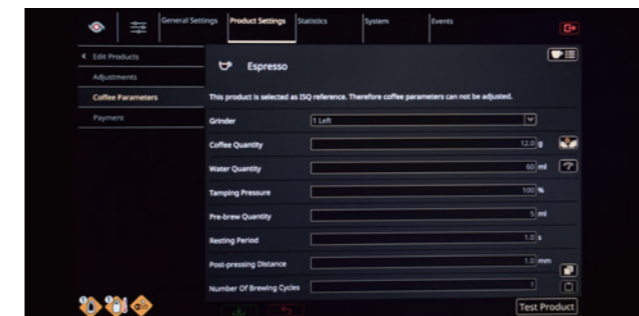 General Settings Product Settings Statistics System Events
Edit Products
Adjustments
Coffee Parameters
Payment
Espresso
This product is selected as ISQ reference. Therefore coffee parameters can not be adjusted.
Grinder 1 Left
Coffee Quantity 12.0 g
Water Quantity 60 ml
Tamping Pressure 100 %
Pre-brew Quantity 5 ml
Resting Period 1.0 s
Post-pressing Distance 1.0 mm
Number Of Brewing Cycles 1
Test Product